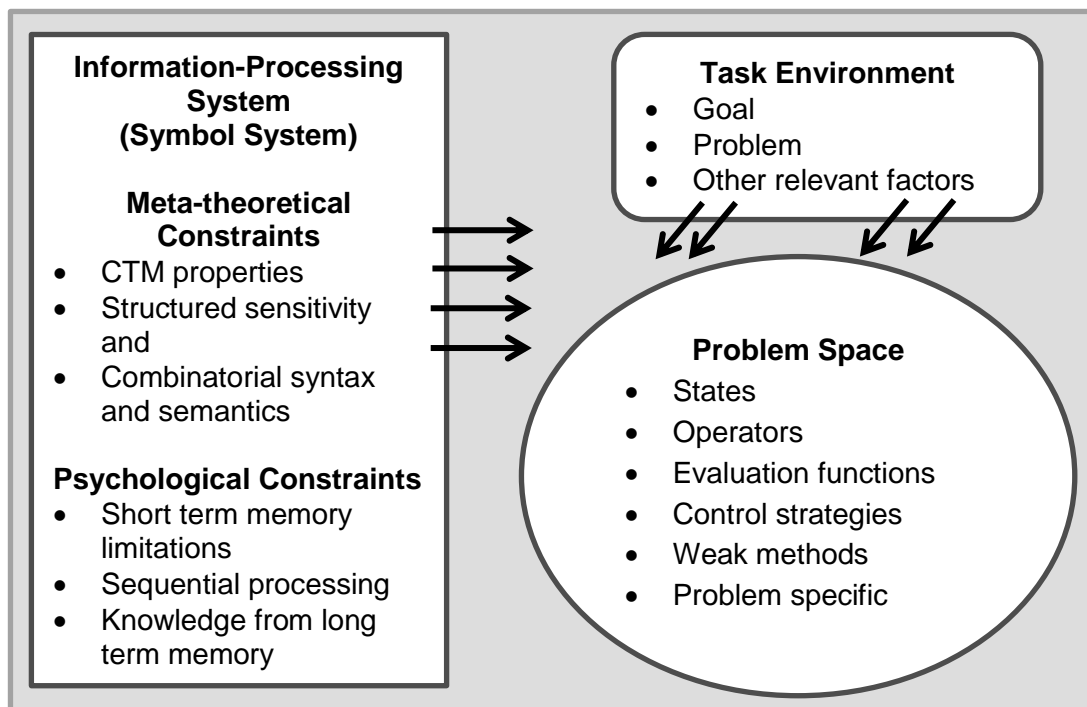 Information-Processing
System
(Symbol System)
Meta-theoretical
Constraints
• CTM properties
• Structured sensitivity
and
• Combinatorial syntax
and semantics
Psychological Constraints
• Short term memory
limitations
• Sequential processing
• Knowledge from long
term memory
Task Environment
• Goal
• Problem
• Other relevant factors
Problem Space
• States
• Operators
• Evaluation functions
• Control strategies
• Weak methods
• Problem specific